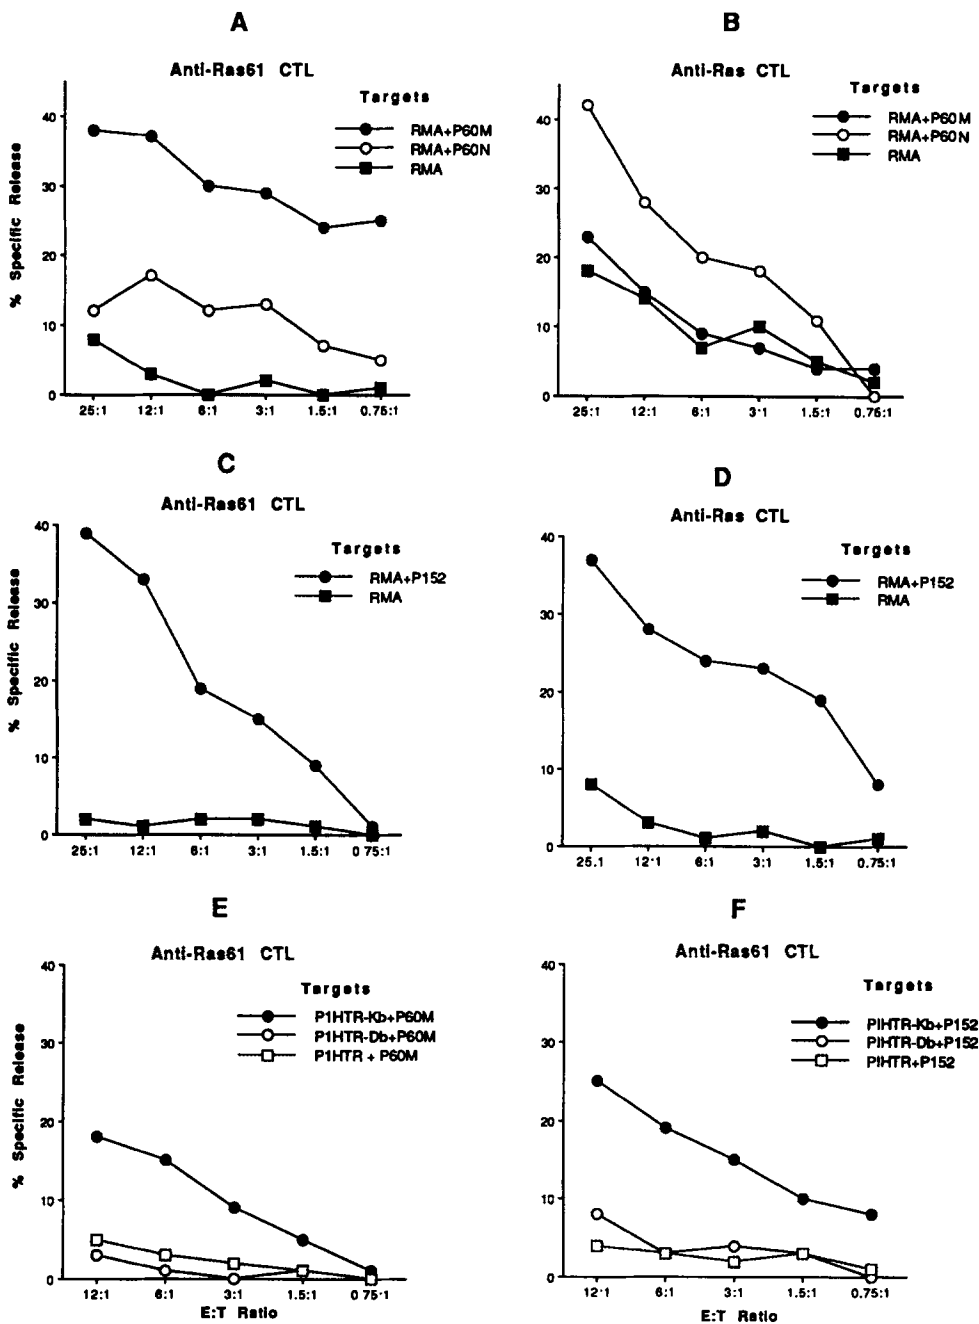 A
Anti-Ras61 CTL
Targets
RMA+P60M
RMA+P60N
RMA
% Specific Release
40
30
20
10
0
25:1 12:1 6:1 3:1 1.5:1 0.75:1
B
Anti-Ras CTL
Targets
RMA+P60M
RMA+P60N
RMA
40
30
20
10
0
25:1 12:1 6:1 3·1 1.5:1 0.75:1
C
Anti-Ras61 CTL
Targets
RMA+P152
RMA
% Specific Release
40
30
20
10
0
25:1 12:1 6:1 3:1 1.5:1 0 75:1
D
Anti-Ras CTL
Targets
RMA+P152
RMA
40
30
20
10
0
25.1 12·1 6·1 3:1 1.5:1 0.75:1
E
Anti-Ras61 CTL
Targets
P1HTR-Kb+P60M
P1HTR-Db+P60M
P1HTR + P60M
% Specific Release
40
30
20
10
0
12:1 6:1 3:1 1.5:1 0 75:1
E:T Ratio
F
Anti-Ras61 CTL
Targets
PIHTR-Kb+P152
PIHTR-Db+P152
PIHTR+P152
40
30
20
10
0
12·1 6:1 3:1 1.5:1 0.75:1
E:T Ratio